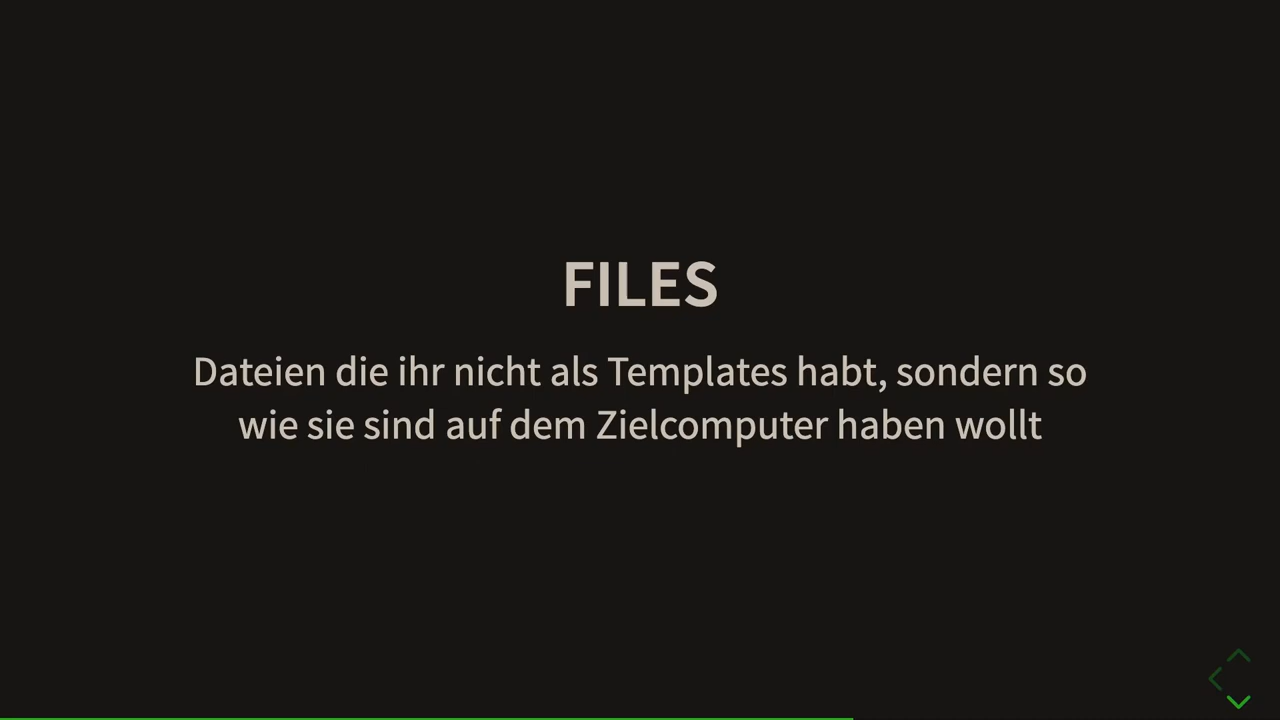 FILES
Dateien die ihr nicht als Templates habt, sondern so
wie sie sind auf dem Zielcomputer haben wollt